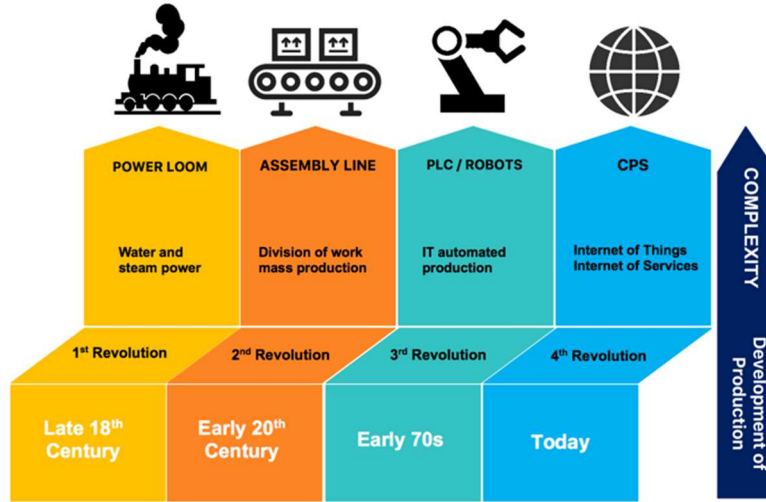 POWER LOOM
Water and
steam power
ASSEMBLY LINE
Division of work
mass production
PLC / ROBOTS
IT automated
production
CPS
Internet of Things
Internet of Services
1st Revolution
2nd Revolution
3rd Revolution
4th Revolution
Late 18th
Century
Early 20th
Century
Early 70s
Today
COMPLEXITY
Development of
Production